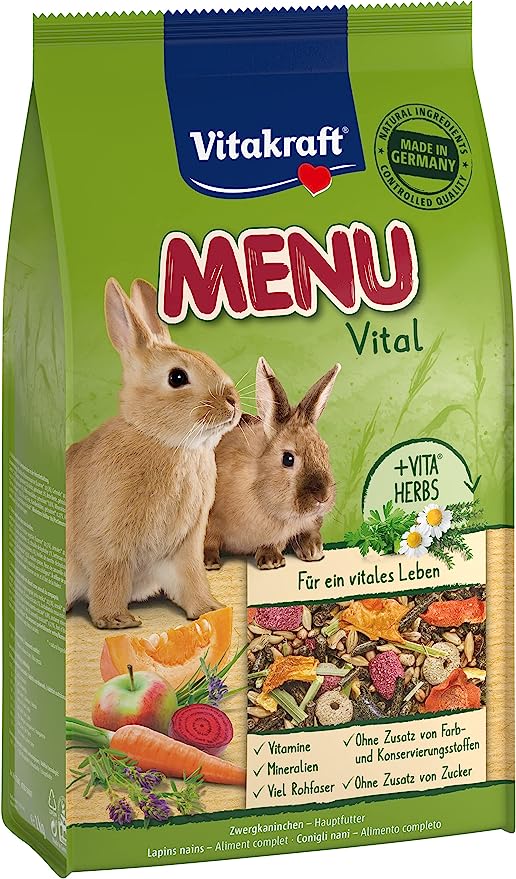 Vitakraft®
NATURAL INGREDIENTS
MADE IN
GERMANY
CONTROLLED QUALITY
MENU
Vital
+VITA®
HERBS
Für ein vitales Leben
✓ Vitamine
✓ Mineralien
✓ Viel Rohfaser
✓ Ohne Zusatz von Farb-
und Konservierungsstoffen
✓ Ohne Zusatz von Zucker
Zwergkaninchen – Hauptfutter
Lapins nains – Aliment complet – Conigli nani – Alimento completo